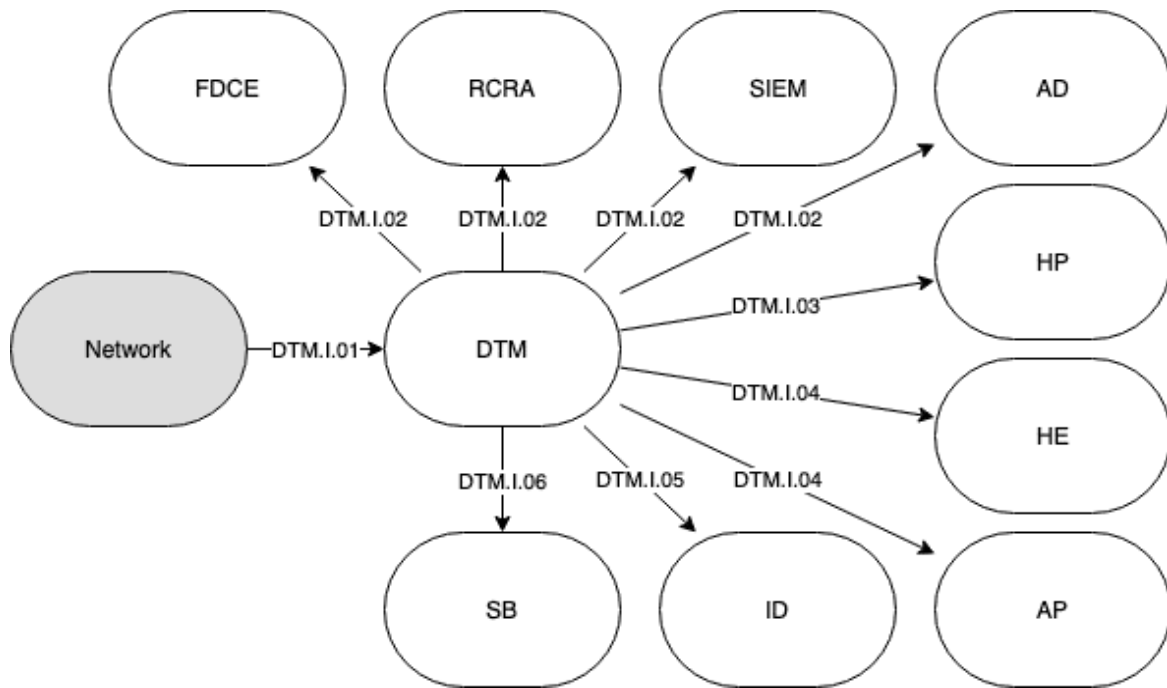 FDCE
RCRA
SIEM
AD
DTM.I.02
DTM.I.02
DTM.I.02
DTM.I.02
HP
DTM.I.03
Network
DTM.I.01
DTM
DTM.I.04
HE
DTM.I.06
DTM.I.05
DTM.I.04
SB
ID
AP